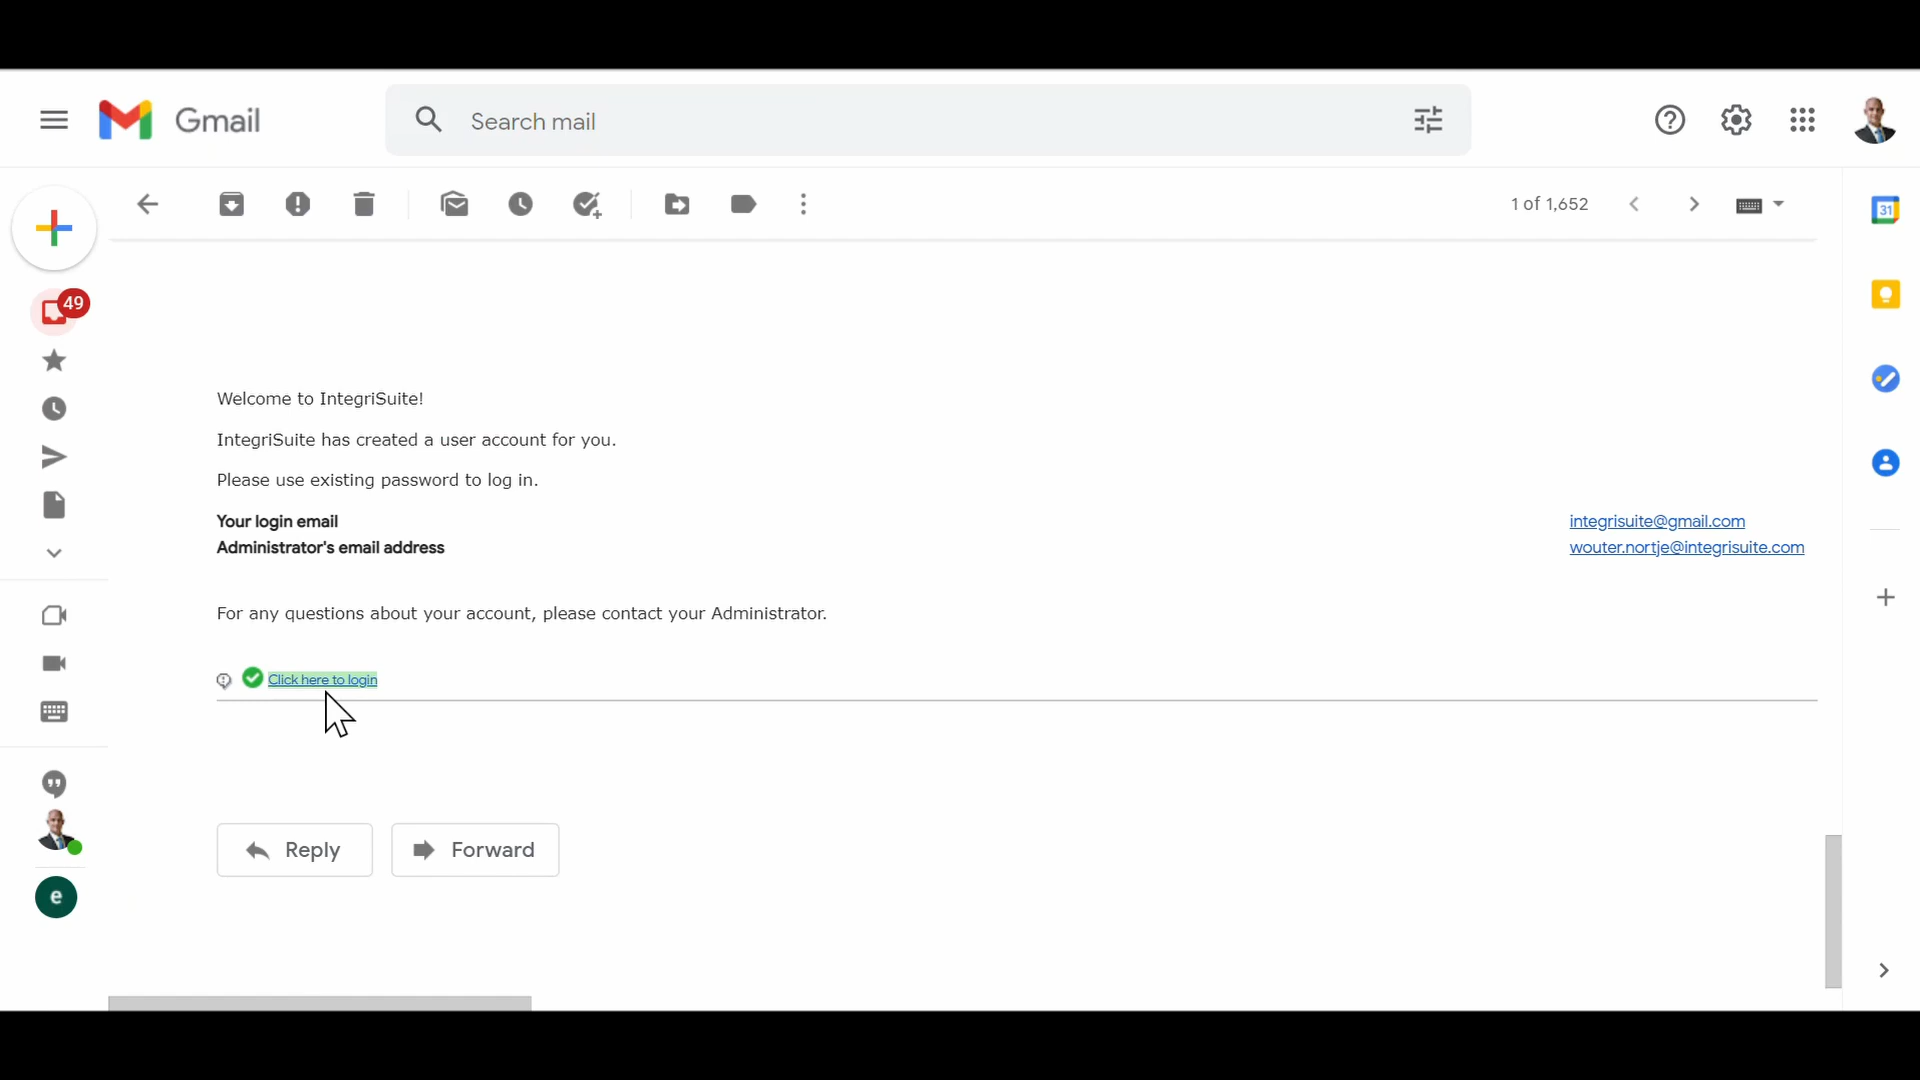 Gmail
Search mail
1 of 1,652
31
49
Welcome to IntegriSuite!
IntegriSuite has created a user account for you.
Please use existing password to log in.
Your login email integrisuite@gmail.com
Administrator's email address wouter.nortje@integrisuite.com
For any questions about your account, please contact your Administrator.
Click here to login
Reply Forward
e